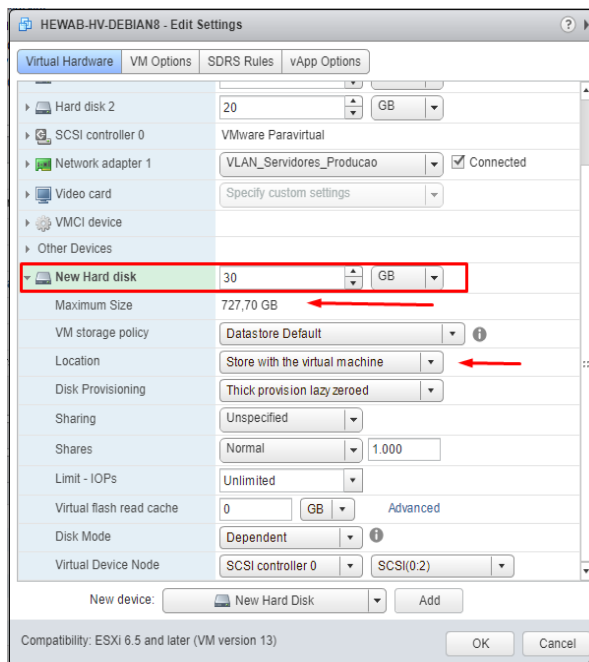 HEWAB-HV-DEBIAN8 - Edit Settings ?
Virtual Hardware VM Options SDRS Rules vApp Options
Hard disk 2 20 GB
SCSI controller 0 VMware Paravirtual
Network adapter 1 VLAN_Servidores_Producao Connected
Video card Specify custom settings
VMCI device
Other Devices
New Hard disk 30 GB
Maximum Size 727,70 GB
VM storage policy Datastore Default
Location Store with the virtual machine
Disk Provisioning Thick provision lazy zeroed
Sharing Unspecified
Shares Normal 1.000
Limit - IOPs Unlimited
Virtual flash read cache 0 GB Advanced
Disk Mode Dependent
Virtual Device Node SCSI controller 0 SCSI(0:2)
New device: New Hard Disk Add
Compatibility: ESXi 6.5 and later (VM version 13) OK Cancel